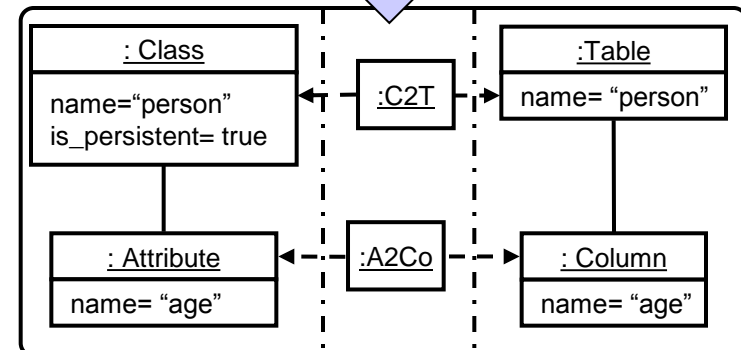 : Class
name=“person”
is_persistent= true
:C2T
:Table
name= “person”
: Attribute
name= “age”
:A2Co
: Column
name= “age”